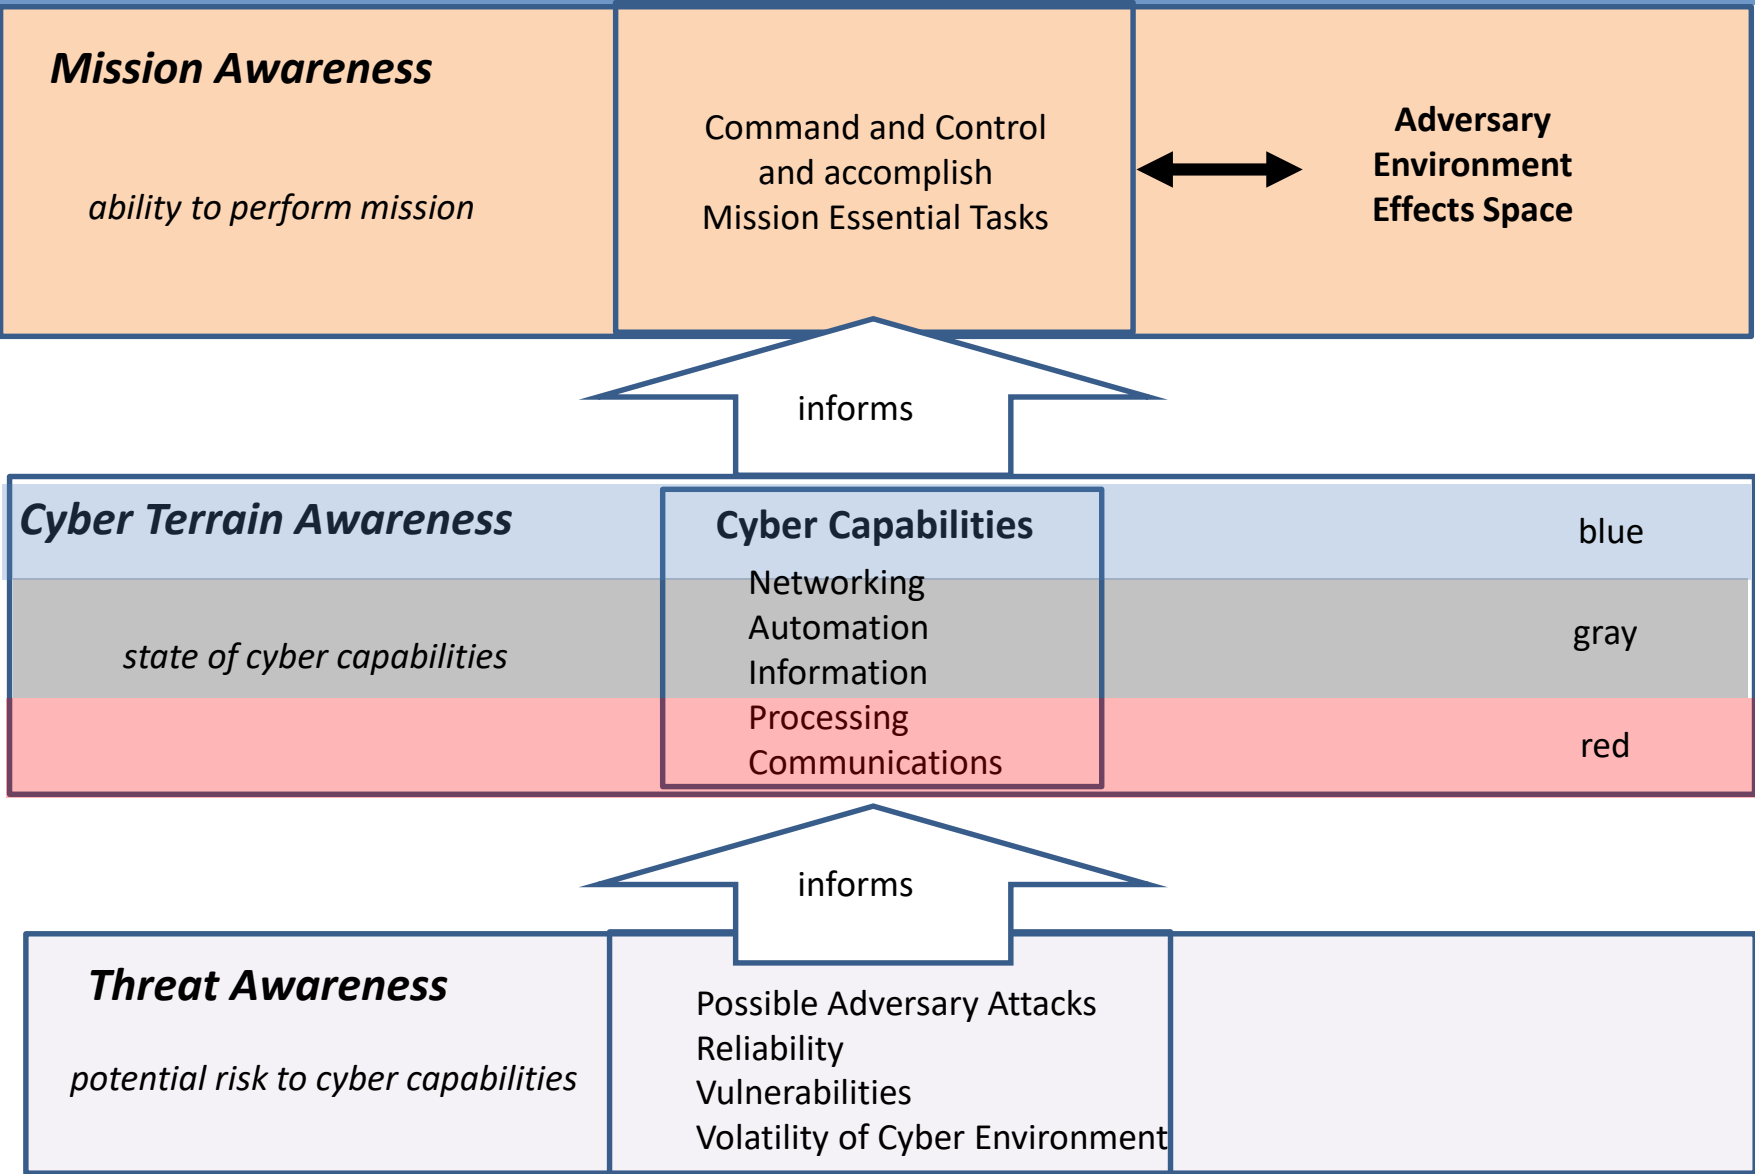 Mission Awareness
ability to perform mission
Command and Control
and accomplish
Mission Essential Tasks
Adversary
Environment
Effects Space
informs
Cyber Terrain Awareness
state of cyber capabilities
Cyber Capabilities
Networking
Automation
Information
Processing
Communications
blue
gray
red
informs
Threat Awareness
potential risk to cyber capabilities
Possible Adversary Attacks
Reliability
Vulnerabilities
Volatility of Cyber Environment